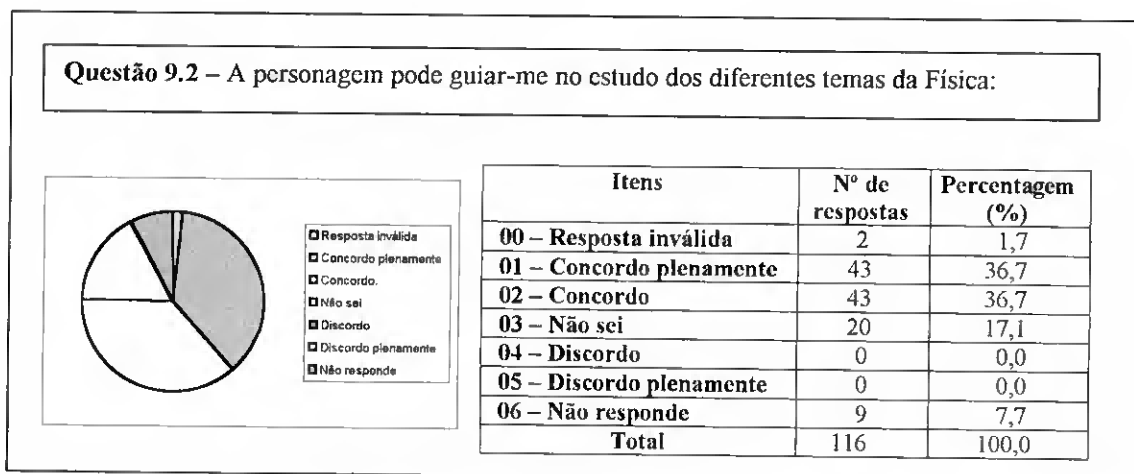 Questão 9.2 – A personagem pode guiar-me no estudo dos diferentes temas da Física:
Resposta inválida
Concordo plenamente
Concordo.
Não sei
Discordo
Discordo plenamente
Não responde
Itens Nº de respostas Percentagem (%)
00 – Resposta inválida 2 1,7
01 – Concordo plenamente 43 36,7
02 – Concordo 43 36,7
03 – Não sei 20 17,1
04 – Discordo 0 0,0
05 – Discordo plenamente 0 0,0
06 – Não responde 9 7,7
Total 116 100,0